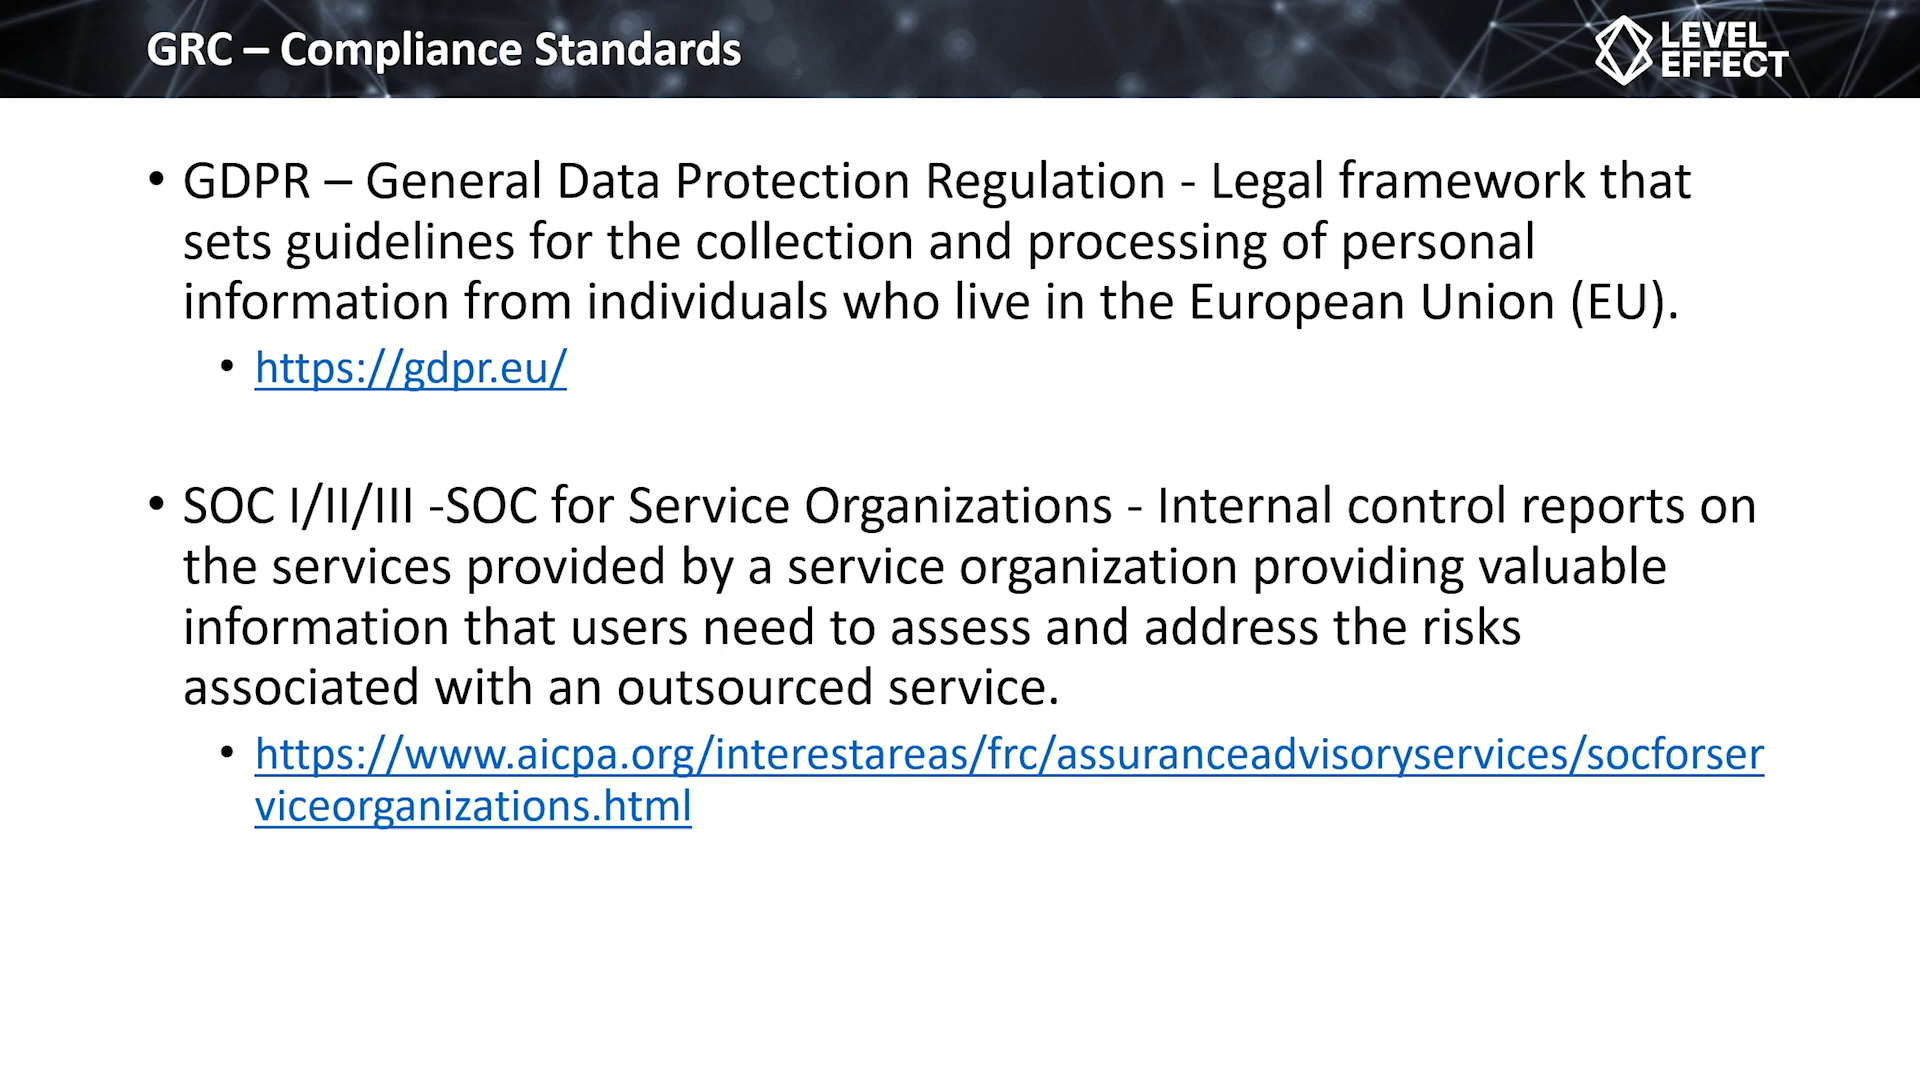 GRC – Compliance Standards
LEVEL
EFFECT
• GDPR – General Data Protection Regulation - Legal framework that
sets guidelines for the collection and processing of personal
information from individuals who live in the European Union (EU).
• https://gdpr.eu/
• SOC I/II/III -SOC for Service Organizations - Internal control reports on
the services provided by a service organization providing valuable
information that users need to assess and address the risks
associated with an outsourced service.
• https://www.aicpa.org/interestareas/frc/assuranceadvisoryservices/socforser
viceorganizations.html